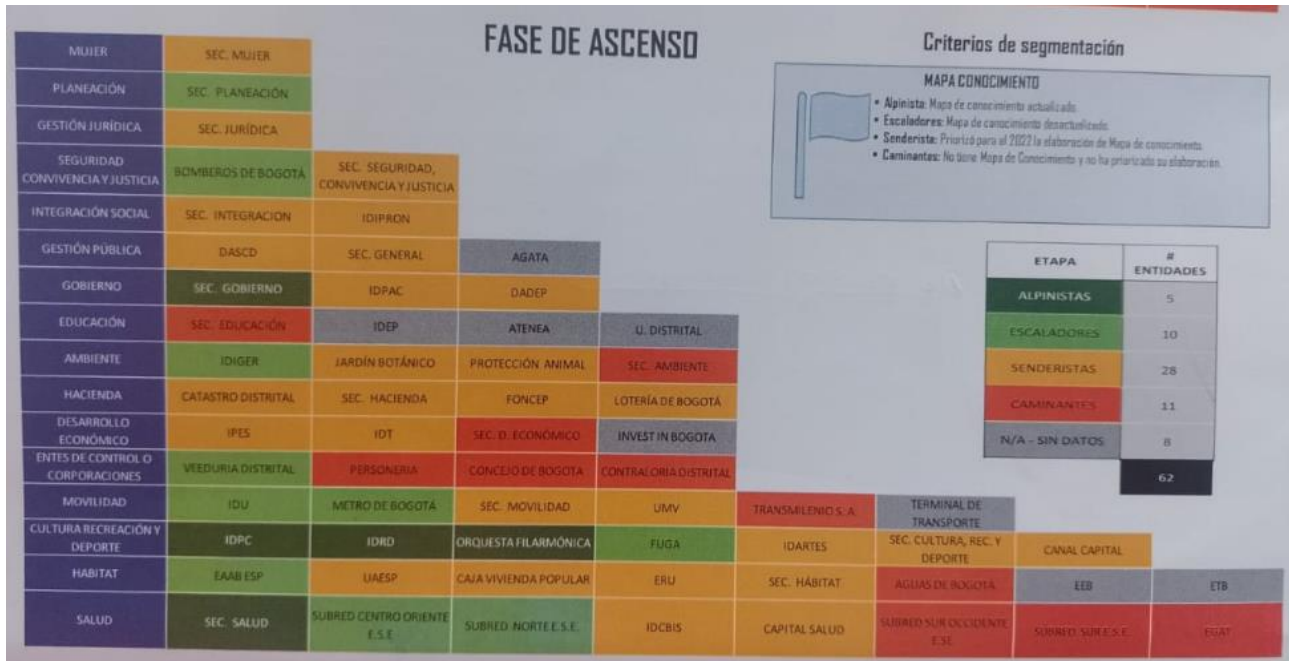 FASE DE ASCENSO
Criterios de segmentación
MAPA CONOCIMIENTO
• Alpinista: Mapa de conocimiento actualizado.
• Escaladores: Mapa de conocimiento desactualizado.
• Senderista: Priorizó para el 2022 la elaboración de Mapa de conocimiento.
• Caminantes: No tiene Mapa de Conocimiento y no ha priorizado su elaboración.
MUJER SEC. MUJER
PLANEACIÓN SEC. PLANEACIÓN
GESTIÓN JURÍDICA SEC. JURÍDICA
SEGURIDAD CONVIVENCIA Y JUSTICIA BOMBEROS DE BOGOTÁ SEC. SEGURIDAD, CONVIVENCIA Y JUSTICIA
INTEGRACIÓN SOCIAL SEC. INTEGRACION IDIPRON
GESTIÓN PÚBLICA DASCD SEC. GENERAL AGATA
GOBIERNO SEC. GOBIERNO IDPAC DADEP
EDUCACIÓN SEC. EDUCACIÓN IDEP ATENEA U. DISTRITAL
AMBIENTE IDIGER JARDÍN BOTÁNICO PROTECCIÓN ANIMAL SEC. AMBIENTE
HACIENDA CATASTRO DISTRITAL SEC. HACIENDA FONCEP LOTERÍA DE BOGOTÁ
DESARROLLO ECONÓMICO IPES IDT SEC. D. ECONÓMICO INVEST IN BOGOTA
ENTES DE CONTROL O CORPORACIONES VEEDURIA DISTRITAL PERSONERIA CONCEJO DE BOGOTA CONTRALORIA DISTRITAL
MOVILIDAD IDU METRO DE BOGOTÁ SEC. MOVILIDAD UMV TRANSMILENIO S. A. TERMINAL DE TRANSPORTE
CULTURA RECREACIÓN Y DEPORTE IDPC IDRD ORQUESTA FILARMÓNICA FUGA IDARTES SEC. CULTURA, REC. Y DEPORTE CANAL CAPITAL
HABITAT EAAB ESP UAESP CAJA VIVIENDA POPULAR ERU SEC. HÁBITAT AGUAS DE BOGOTÁ EEB ETB
SALUD SEC. SALUD SUBRED CENTRO ORIENTE E.S.E SUBRED NORTE E.S.E. IDCBIS CAPITAL SALUD SUBRED SUR OCCIDENTE E.SE. SUBRED SUR E.S.E. EGAT
ETAPA # ENTIDADES
ALPINISTAS 5
ESCALADORES 10
SENDERISTAS 28
CAMINANTES 11
N/A - SIN DATOS 8
62